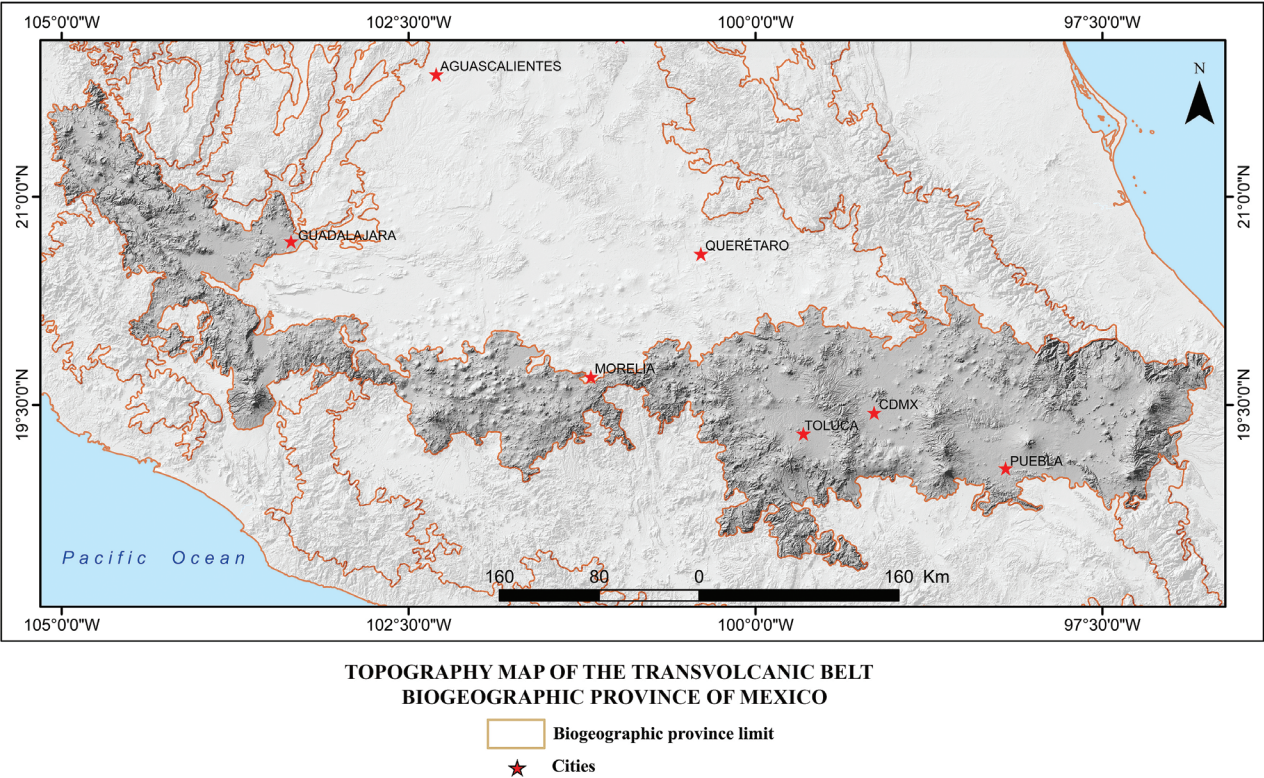 105°0'0"W 102°30'0"W 100°0'0"W 97°30'0"W
N
AGUASCALIENTES
21°0'0"N 21°0'0"N
GUADALAJARA
QUERÉTARO
MORELIA
19°30'0"N 19°30'0"N
CDMX
TOLUCA
PUEBLA
Pacific Ocean
160 80 0 160 Km
105°0'0"W 102°30'0"W 100°0'0"W 97°30'0"W
TOPOGRAPHY MAP OF THE TRANSVOLCANIC BELT
BIOGEOGRAPHIC PROVINCE OF MEXICO
Biogeographic province limit
Cities